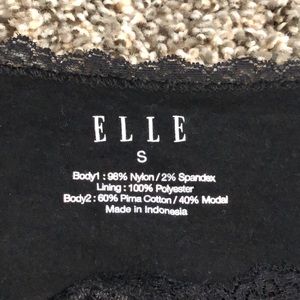 ELLE
S
Body1 : 98% Nylon / 2% Spandex
Lining : 100% Polyester
Body2 : 60% Pima Cotton / 40% Modal
Made in Indonesia